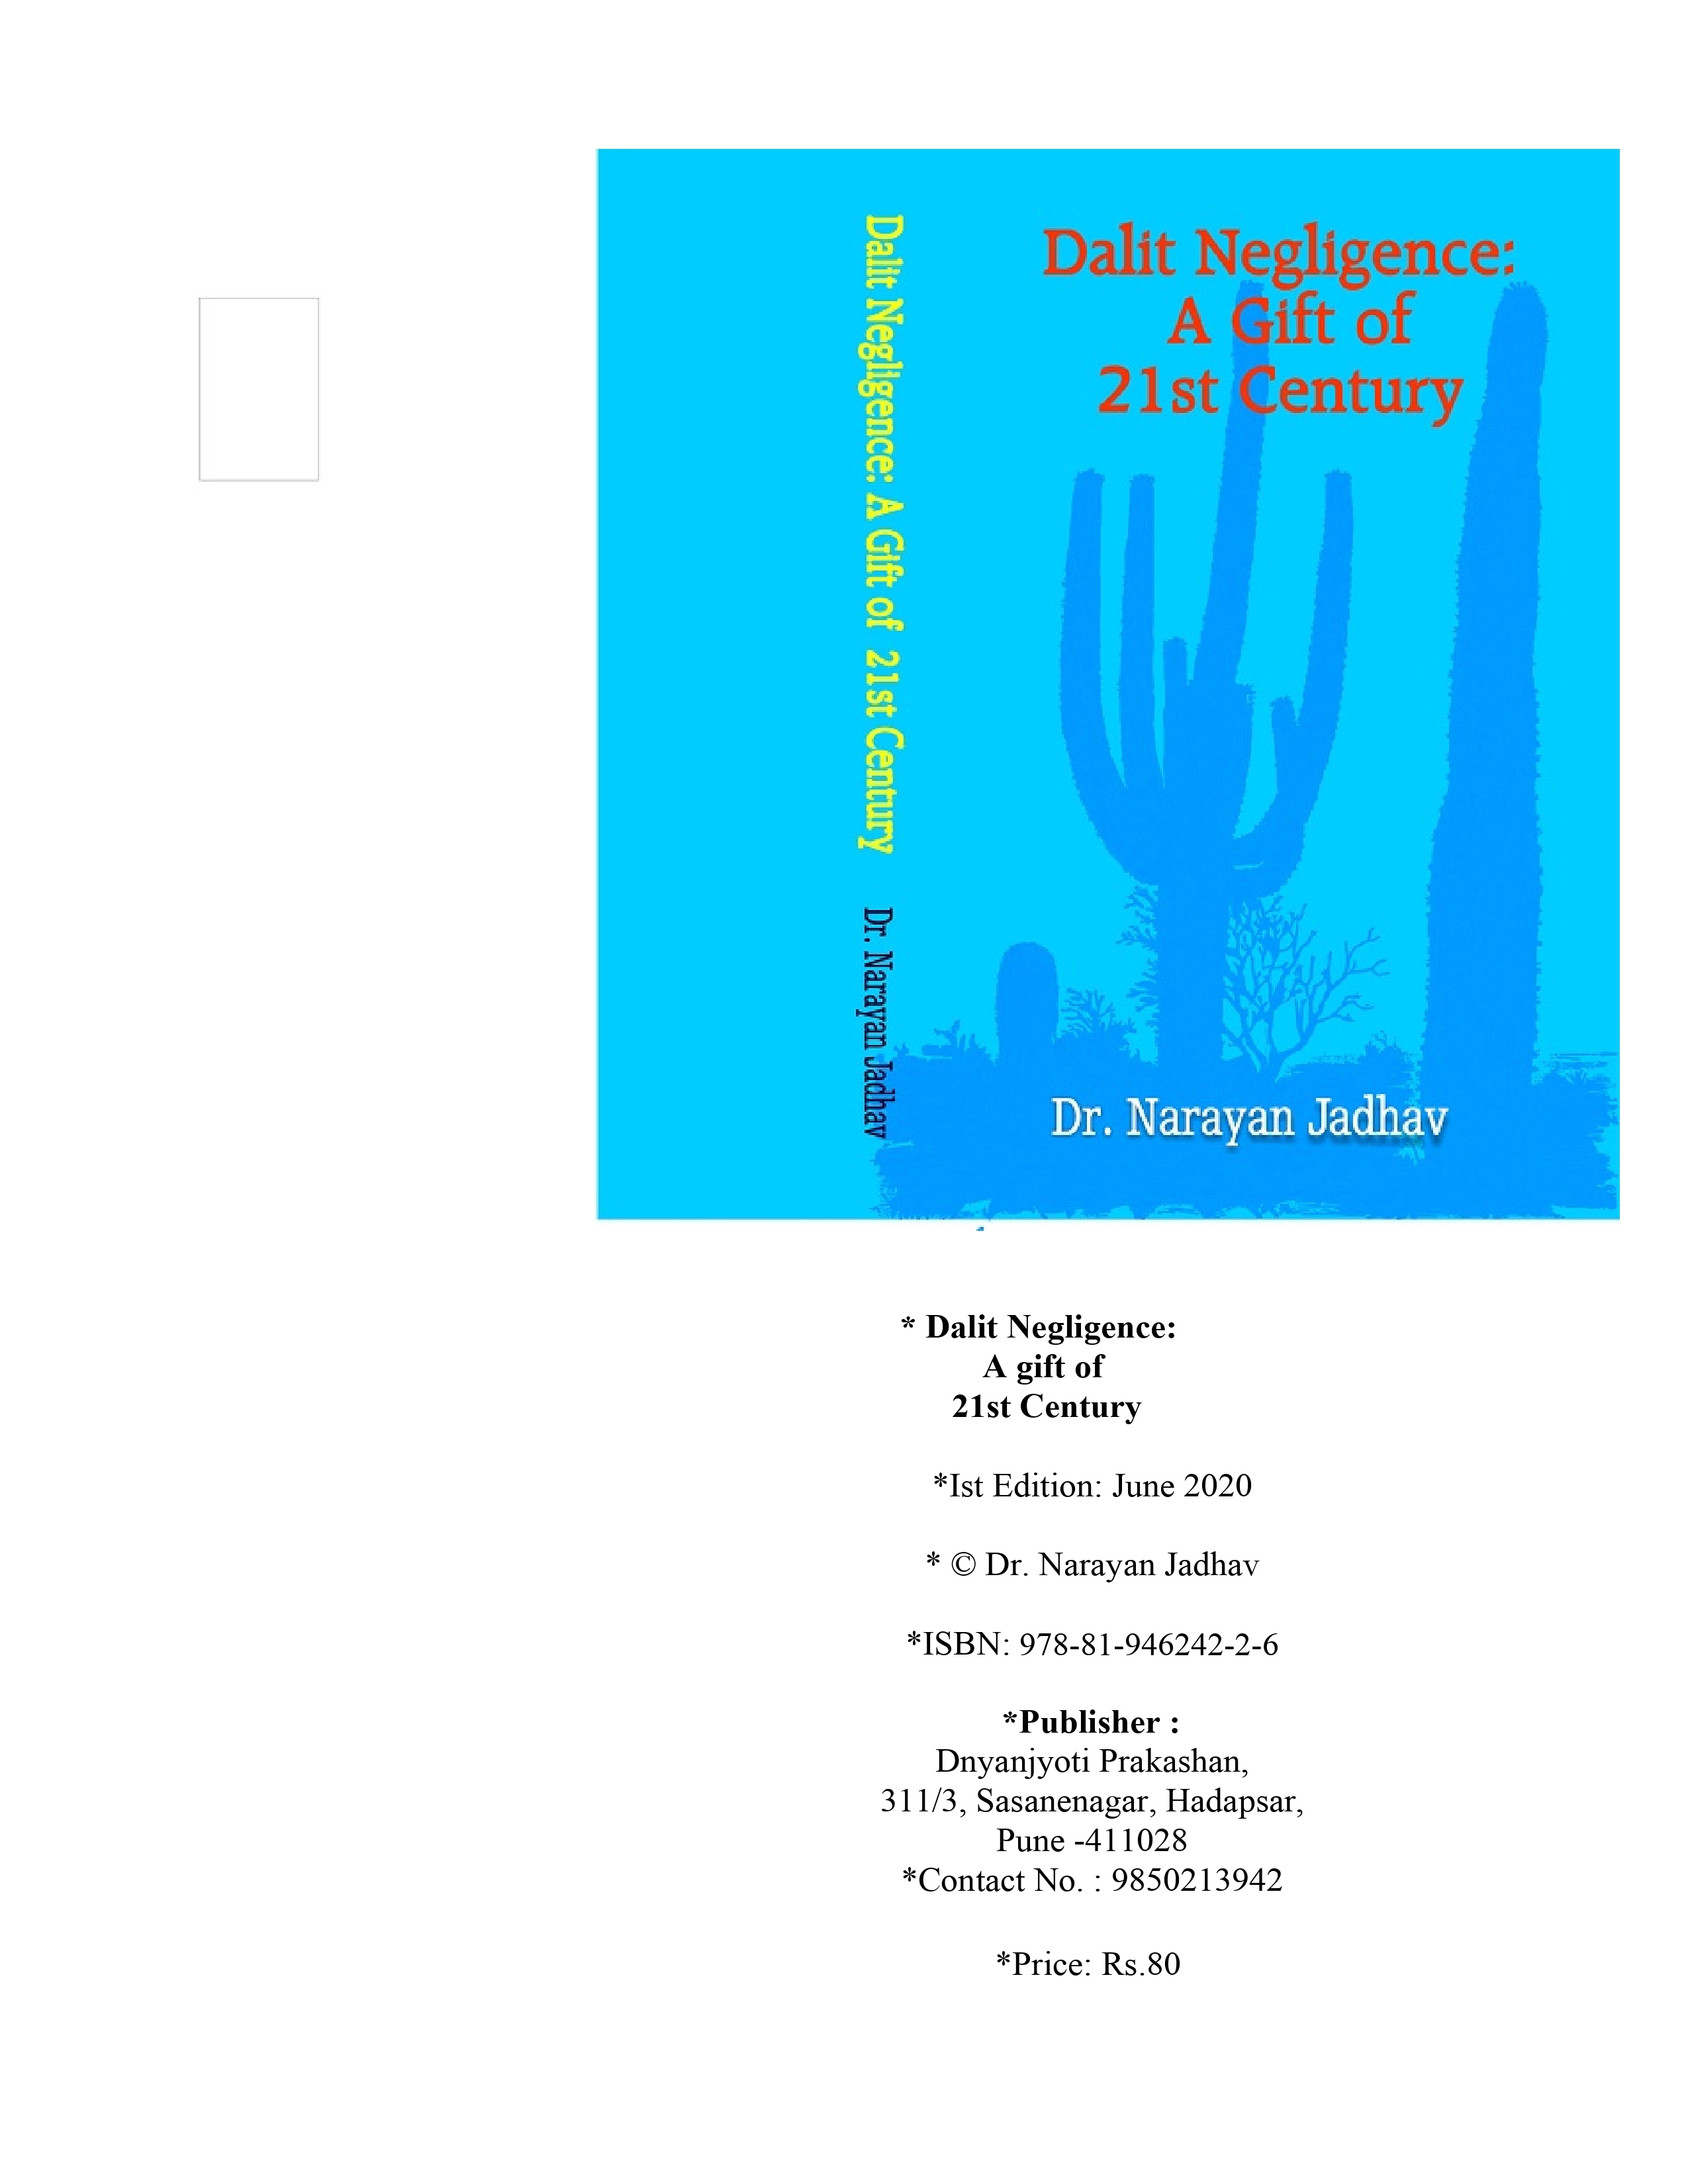 Dalit Negligence: A Gift of 21st Century
Dr. Narayan Jadhav
Dalit Negligence:
A Gift of
21st Century
Dr. Narayan Jadhav
* Dalit Negligence:
A gift of
21st Century
*Ist Edition: June 2020
* © Dr. Narayan Jadhav
*ISBN: 978-81-946242-2-6
*Publisher :
Dnyanjyoti Prakashan,
311/3, Sasanenagar, Hadapsar,
Pune -411028
*Contact No. : 9850213942
*Price: Rs.80